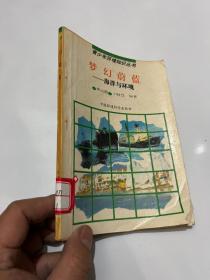 青少年环境知识丛书
梦幻蔚蓝
——海洋与环境
中国环境科学出版社